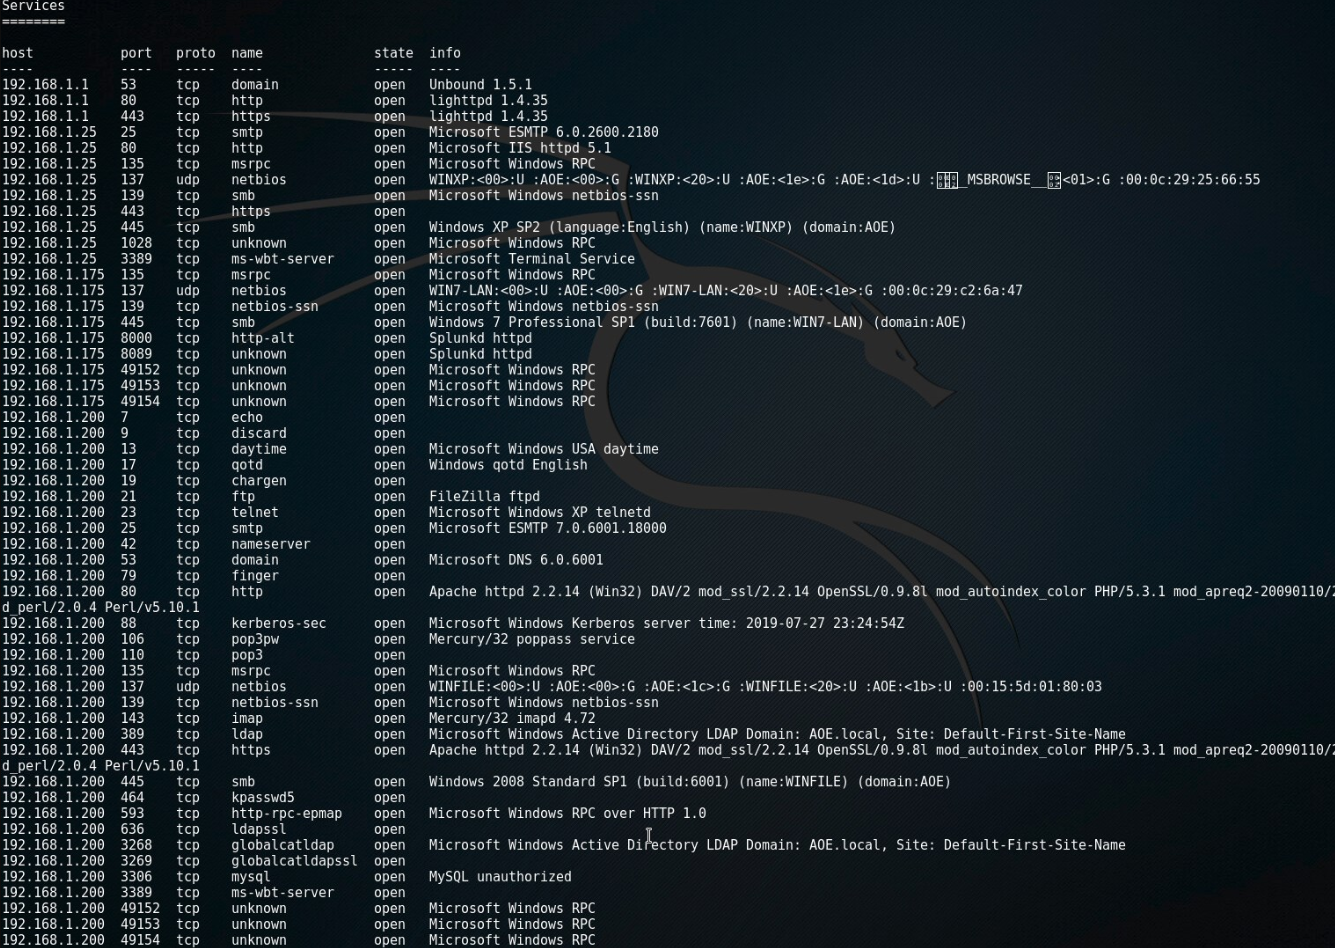 Services
========
host port proto name state info
---- ---- ----- ---- ----- ----
192.168.1.1 53 tcp domain open Unbound 1.5.1
192.168.1.1 80 tcp http open lighttpd 1.4.35
192.168.1.1 443 tcp https open lighttpd 1.4.35
192.168.1.25 25 tcp smtp open Microsoft ESMTP 6.0.2600.2180
192.168.1.25 80 tcp http open Microsoft IIS httpd 5.1
192.168.1.25 135 tcp msrpc open Microsoft Windows RPC
192.168.1.25 137 udp netbios open WINXP:<00>:U :AOE:<00>:G :WINXP:<20>:U :AOE:<1e>:G :AOE:<1d>:U :__MSBROWSE__<01>:G :00:0c:29:25:66:55
192.168.1.25 139 tcp smb open Microsoft Windows netbios-ssn
192.168.1.25 443 tcp https open
192.168.1.25 445 tcp smb open Windows XP SP2 (language:English) (name:WINXP) (domain:AOE)
192.168.1.25 1028 tcp unknown open Microsoft Windows RPC
192.168.1.25 3389 tcp ms-wbt-server open Microsoft Terminal Service
192.168.1.175 135 tcp msrpc open Microsoft Windows RPC
192.168.1.175 137 udp netbios open WIN7-LAN:<00>:U :AOE:<00>:G :WIN7-LAN:<20>:U :AOE:<1e>:G :00:0c:29:c2:6a:47
192.168.1.175 139 tcp netbios-ssn open Microsoft Windows netbios-ssn
192.168.1.175 445 tcp smb open Windows 7 Professional SP1 (build:7601) (name:WIN7-LAN) (domain:AOE)
192.168.1.175 8000 tcp http-alt open Splunkd httpd
192.168.1.175 8089 tcp unknown open Splunkd httpd
192.168.1.175 49152 tcp unknown open Microsoft Windows RPC
192.168.1.175 49153 tcp unknown open Microsoft Windows RPC
192.168.1.175 49154 tcp unknown open Microsoft Windows RPC
192.168.1.200 7 tcp echo open
192.168.1.200 9 tcp discard open
192.168.1.200 13 tcp daytime open Microsoft Windows USA daytime
192.168.1.200 17 tcp qotd open Windows qotd English
192.168.1.200 19 tcp chargen open
192.168.1.200 21 tcp ftp open FileZilla ftpd
192.168.1.200 23 tcp telnet open Microsoft Windows XP telnetd
192.168.1.200 25 tcp smtp open Microsoft ESMTP 7.0.6001.18000
192.168.1.200 42 tcp nameserver open
192.168.1.200 53 tcp domain open Microsoft DNS 6.0.6001
192.168.1.200 79 tcp finger open
192.168.1.200 80 tcp http open Apache httpd 2.2.14 (Win32) DAV/2 mod_ssl/2.2.14 OpenSSL/0.9.8l mod_autoindex_color PHP/5.3.1 mod_apreq2-20090110/2
d_perl/2.0.4 Perl/v5.10.1
192.168.1.200 88 tcp kerberos-sec open Microsoft Windows Kerberos server time: 2019-07-27 23:24:54Z
192.168.1.200 106 tcp pop3pw open Mercury/32 poppass service
192.168.1.200 110 tcp pop3 open
192.168.1.200 135 tcp msrpc open Microsoft Windows RPC
192.168.1.200 137 udp netbios open WINFILE:<00>:U :AOE:<00>:G :AOE:<1c>:G :WINFILE:<20>:U :AOE:<1b>:U :00:15:5d:01:80:03
192.168.1.200 139 tcp netbios-ssn open Microsoft Windows netbios-ssn
192.168.1.200 143 tcp imap open Mercury/32 imapd 4.72
192.168.1.200 389 tcp ldap open Microsoft Windows Active Directory LDAP Domain: AOE.local, Site: Default-First-Site-Name
192.168.1.200 443 tcp https open Apache httpd 2.2.14 (Win32) DAV/2 mod_ssl/2.2.14 OpenSSL/0.9.8l mod_autoindex_color PHP/5.3.1 mod_apreq2-20090110/2
d_perl/2.0.4 Perl/v5.10.1
192.168.1.200 445 tcp smb open Windows 2008 Standard SP1 (build:6001) (name:WINFILE) (domain:AOE)
192.168.1.200 464 tcp kpasswd5 open
192.168.1.200 593 tcp http-rpc-epmap open Microsoft Windows RPC over HTTP 1.0
192.168.1.200 636 tcp ldapssl open
192.168.1.200 3268 tcp globalcatldap open Microsoft Windows Active Directory LDAP Domain: AOE.local, Site: Default-First-Site-Name
192.168.1.200 3269 tcp globalcatldapssl open
192.168.1.200 3306 tcp mysql open MySQL unauthorized
192.168.1.200 3389 tcp ms-wbt-server open
192.168.1.200 49152 tcp unknown open Microsoft Windows RPC
192.168.1.200 49153 tcp unknown open Microsoft Windows RPC
192.168.1.200 49154 tcp unknown open Microsoft Windows RPC